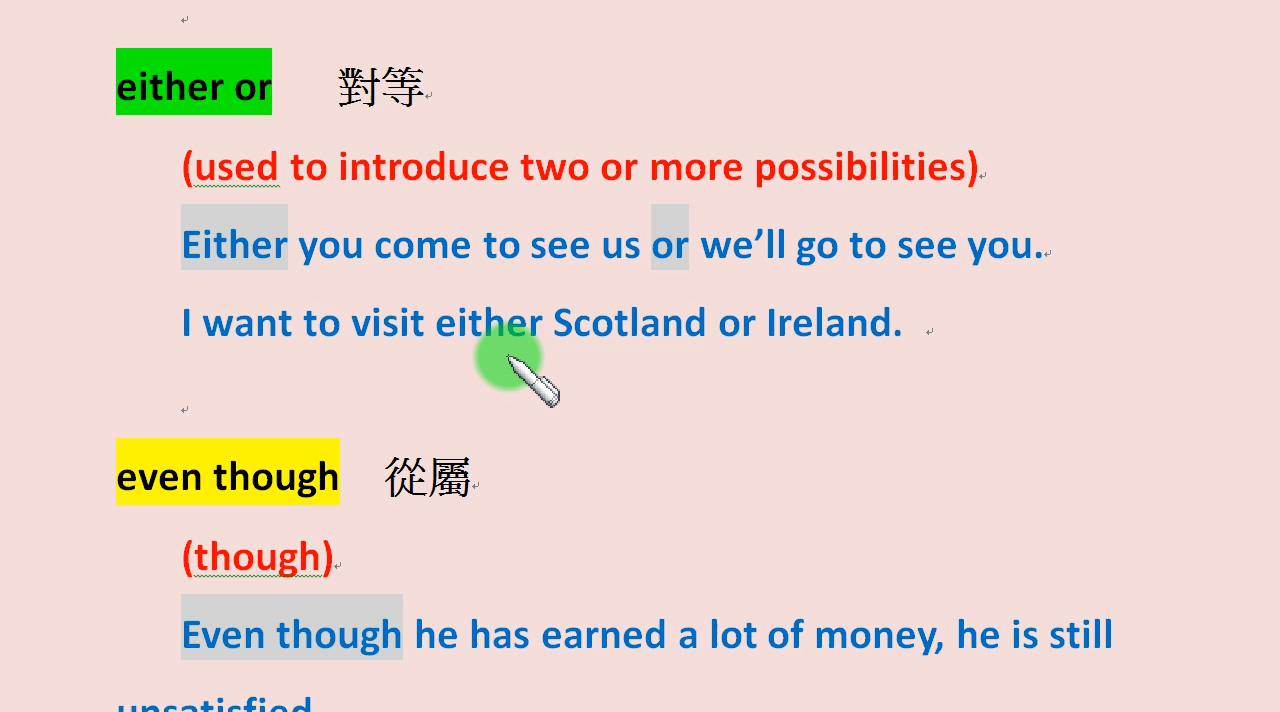 either or 對等
(used to introduce two or more possibilities)
Either you come to see us or we’ll go to see you.
I want to visit either Scotland or Ireland.
even though 從屬
(though)
Even though he has earned a lot of money, he is still
unsatisfied